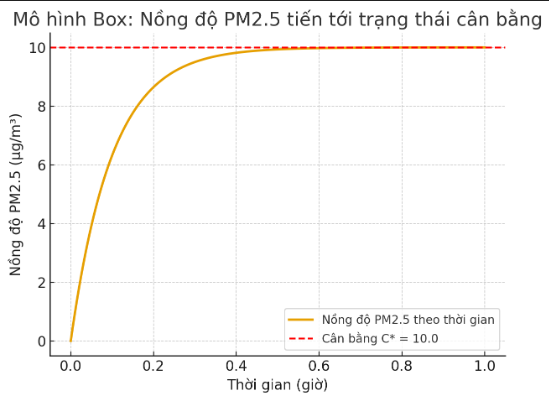 Mô hình Box: Nồng độ PM2.5 tiến tới trạng thái cân bằng
10
8
6
4
2
0
Nồng độ PM2.5 (μg/m³)
Nồng độ PM2.5 theo thời gian
Cân bằng C* = 10.0
0.0 0.2 0.4 0.6 0.8 1.0
Thời gian (giờ)